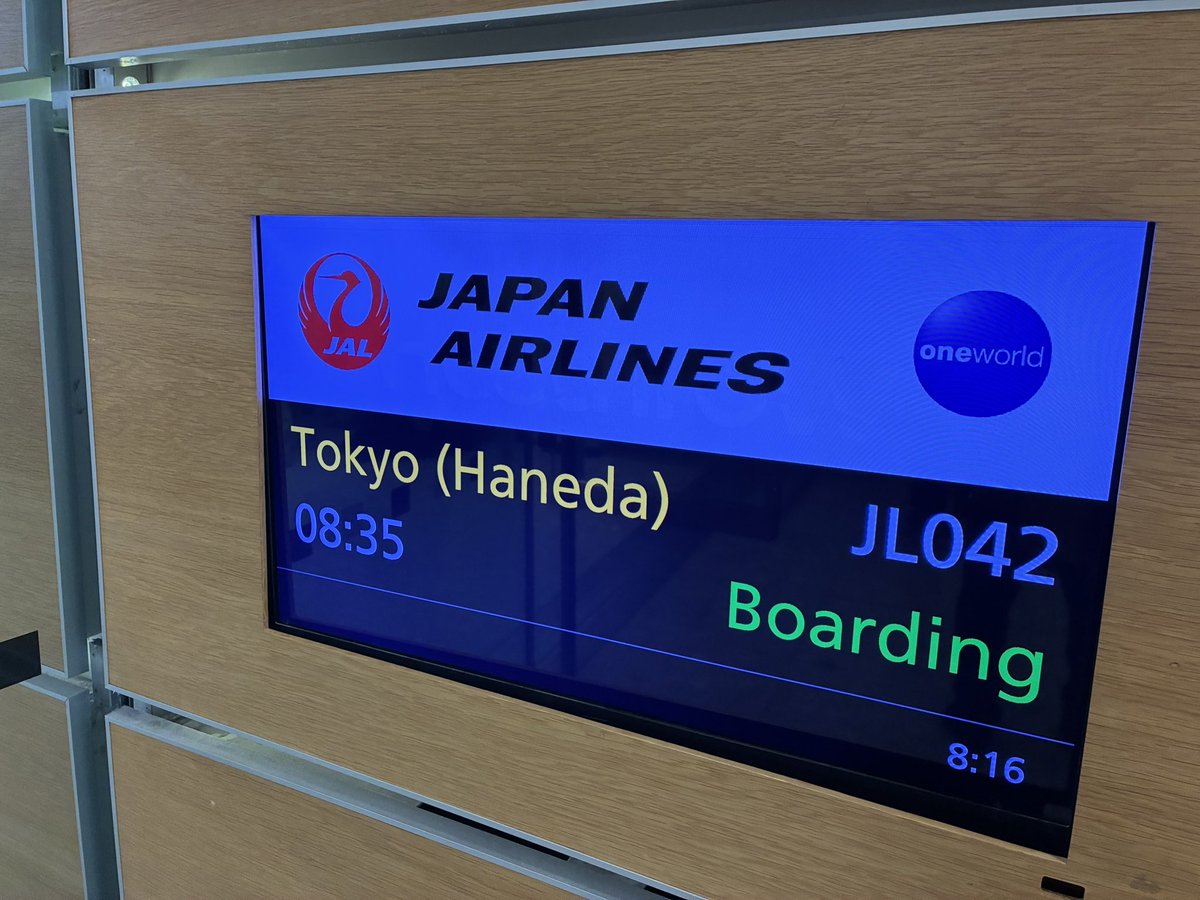 JAL
JAPAN
AIRLINES
oneworld
Tokyo (Haneda)
08:35
JL042
Boarding
8:16